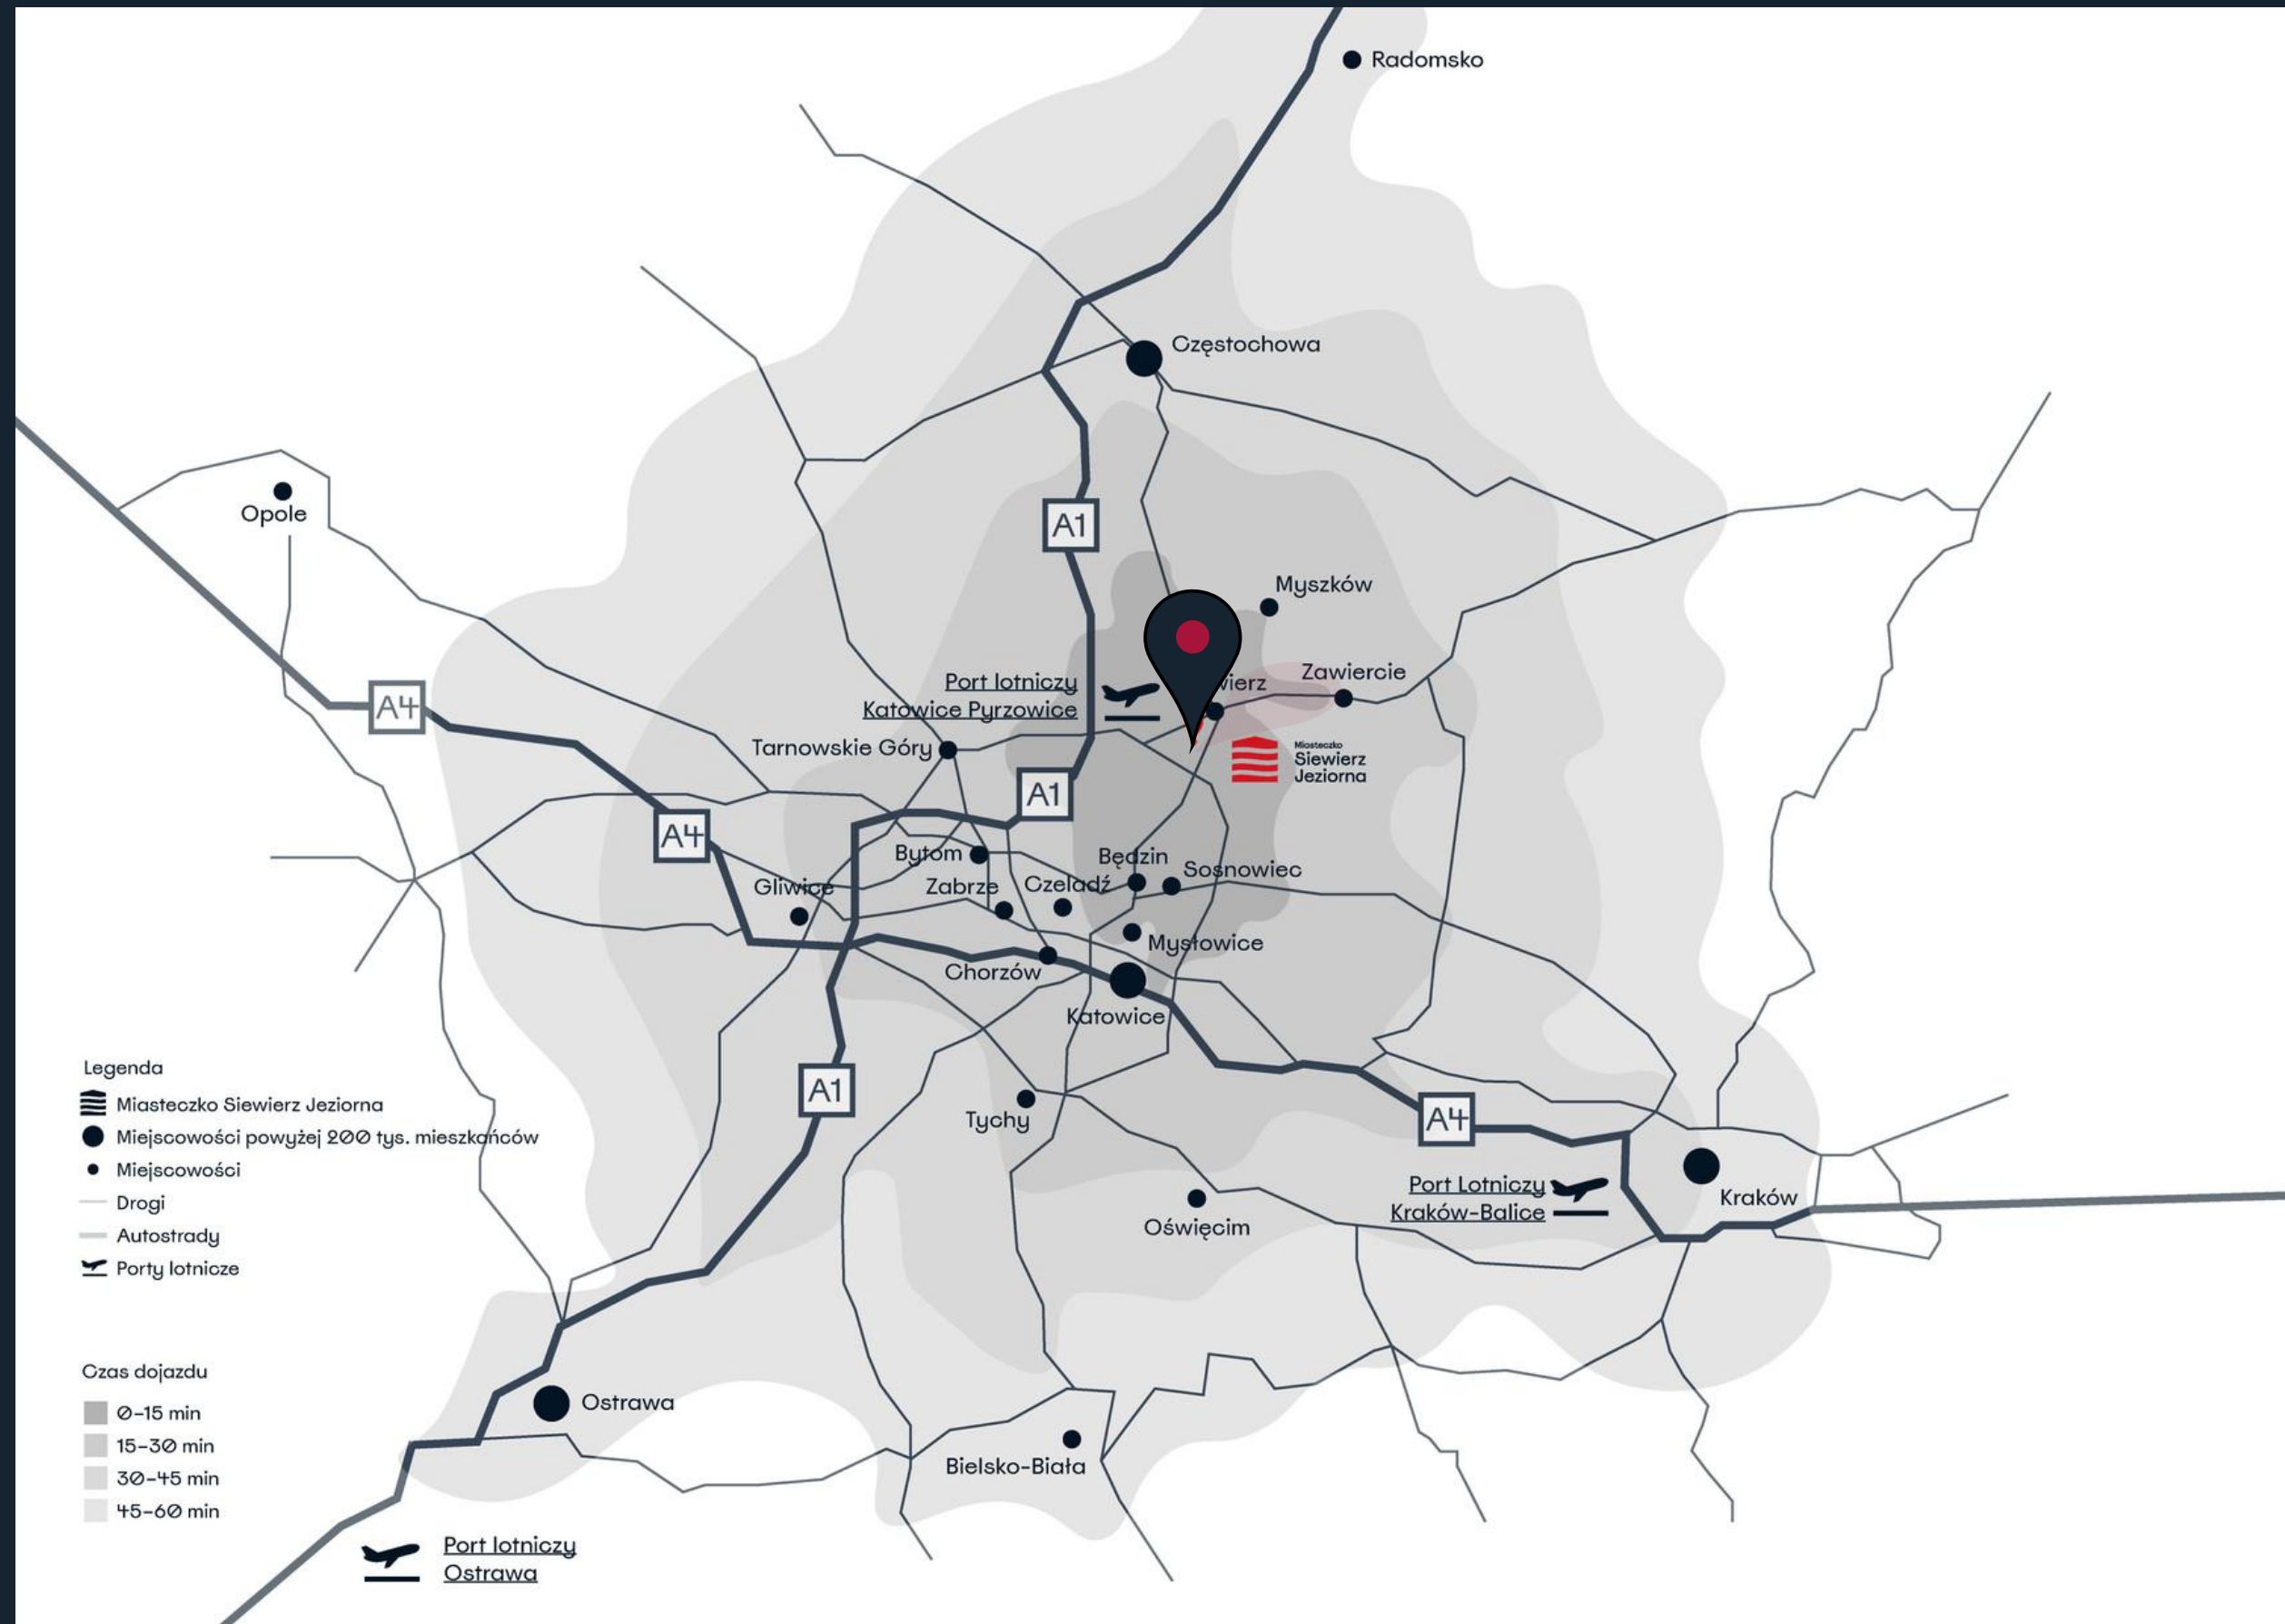 Radomsko
Częstochowa
A1
Opole
Myszków
Zawiercie
Port lotniczy
Katowice Pyrzowice
A4
Tarnowskie Góry
Miasteczko
Siewierz
Jeziorna
A1
A4
Bytom
Będzin
Sosnowiec
Gliwice
Zabrze
Czeladź
Mysłowice
Chorzów
Katowice
A1
Tychy
A4
Port Lotniczy
Kraków-Balice
Kraków
Oświęcim
Legenda
Miasteczko Siewierz Jeziorna
Miejscowości powyżej 200 tys. mieszkańców
Miejscowości
Drogi
Autostrady
Porty lotnicze
Czas dojazdu
0-15 min
15-30 min
30-45 min
45-60 min
Ostrawa
Bielsko-Biała
Port lotniczy
Ostrawa